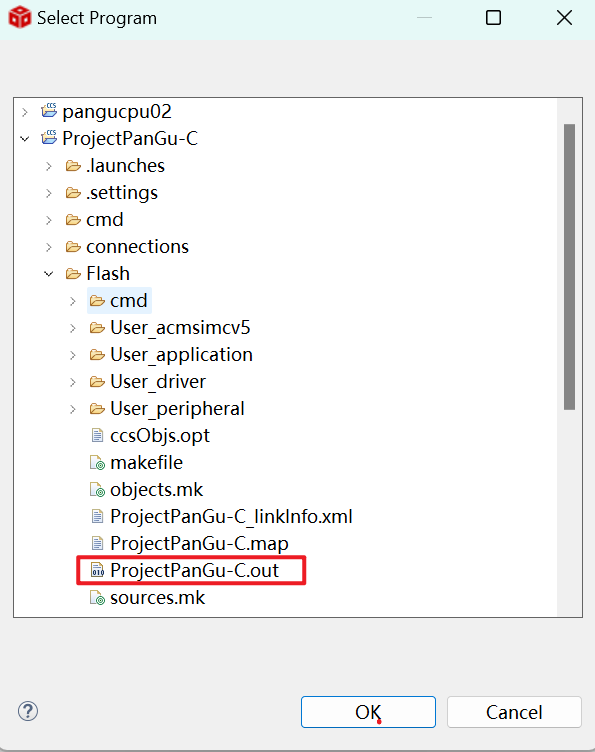 Select Program
pangucpu02
ProjectPanGu-C
.launches
.settings
cmd
connections
Flash
cmd
User_acmsimcv5
User_application
User_driver
User_peripheral
ccsObjs.opt
makefile
objects.mk
ProjectPanGu-C_linkInfo.xml
ProjectPanGu-C.map
ProjectPanGu-C.out
sources.mk
? OK Cancel